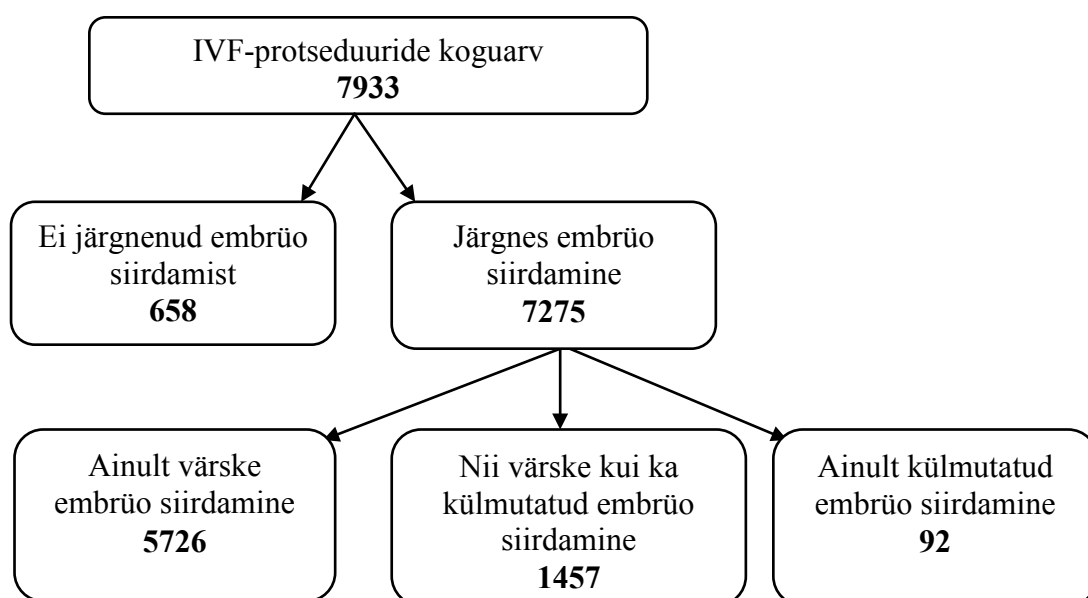 IVF-protseduuride koguarv
7933
Ei järgnenud embrüo
siirdamist
658
Järgnes embrüo
siirdamine
7275
Ainult värske
embrüo siirdamine
5726
Nii värske kui ka
külmutatud embrüo
siirdamine
1457
Ainult külmutatud
embrüo siirdamine
92